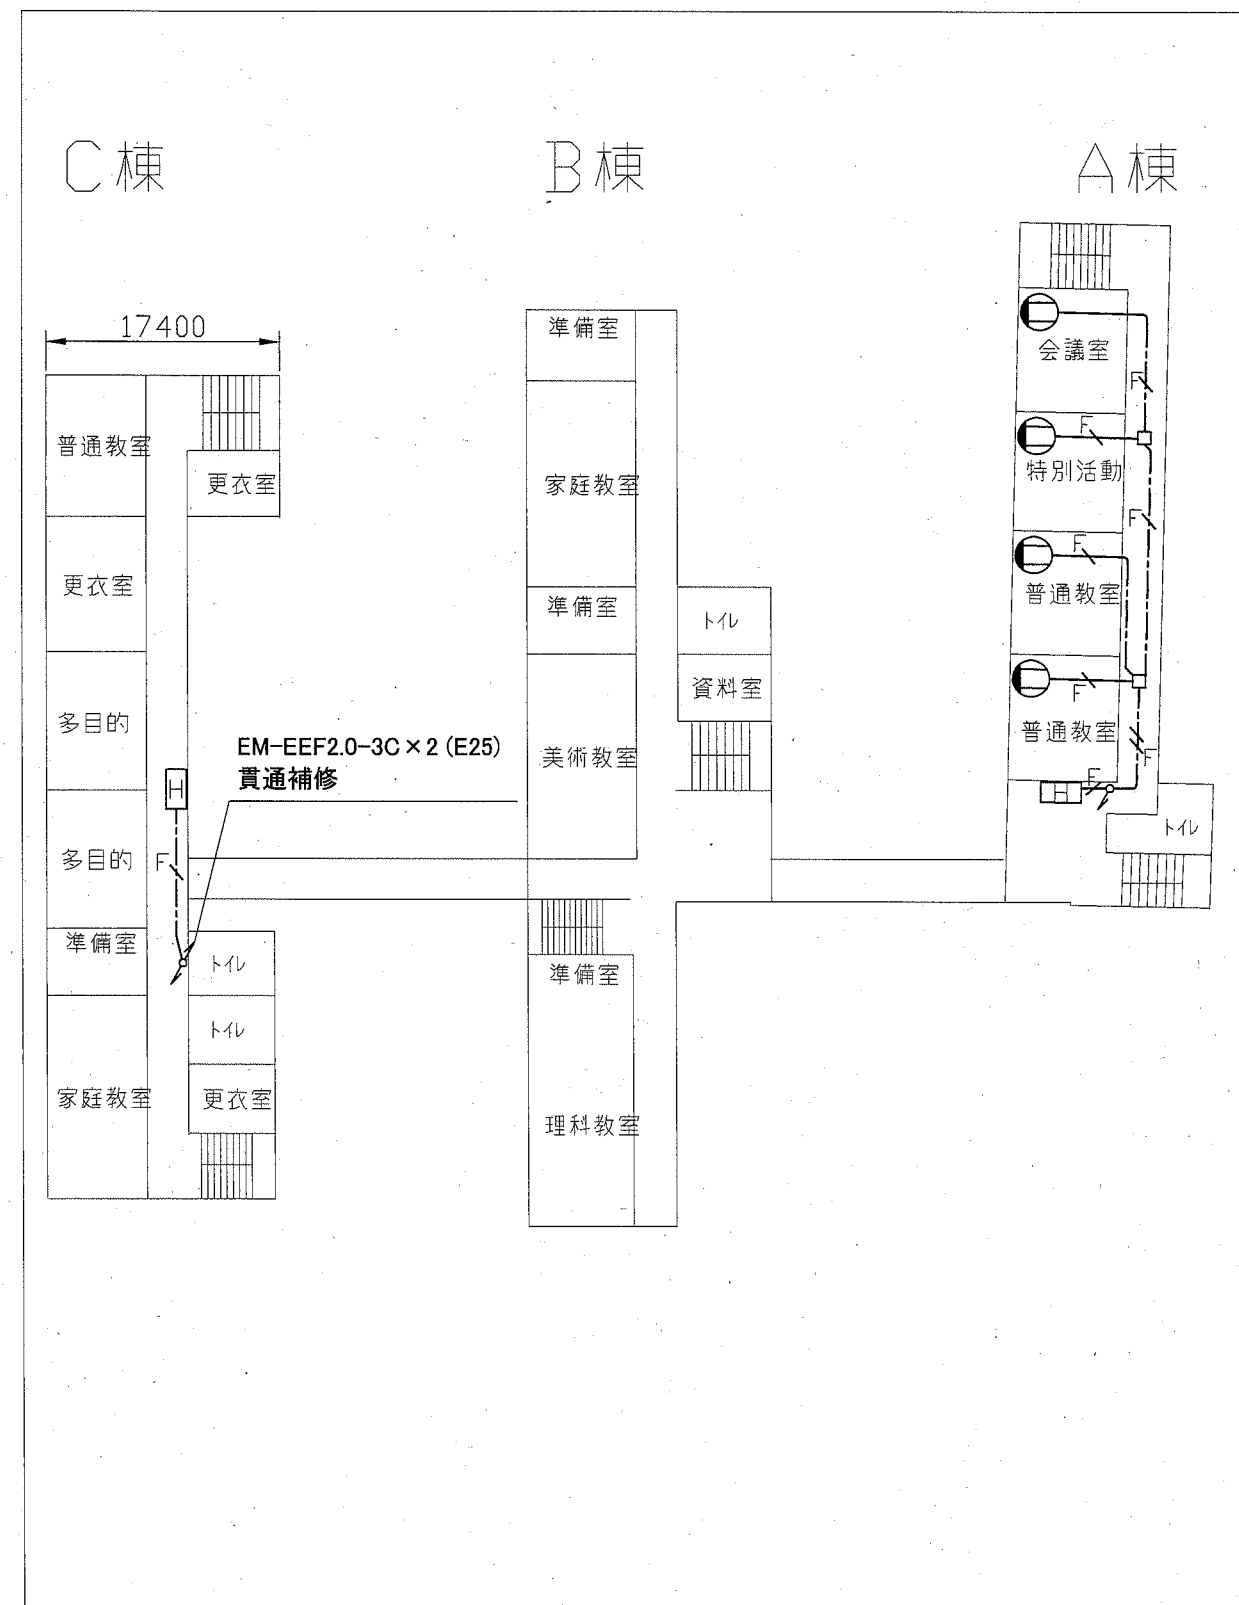 C棟
B棟
A棟
17400
普通教室
更衣室
更衣室
多目的
多目的
準備室
家庭教室
H
F
トイレ
トイレ
更衣室
EM-EEF2.0-3C×2(E25)
貫通補修
準備室
家庭教室
準備室
美術教室
トイレ
資料室
準備室
理科教室
会議室
F
F
特別活動
F
F
普通教室
F
普通教室
F
F
H
トイレ